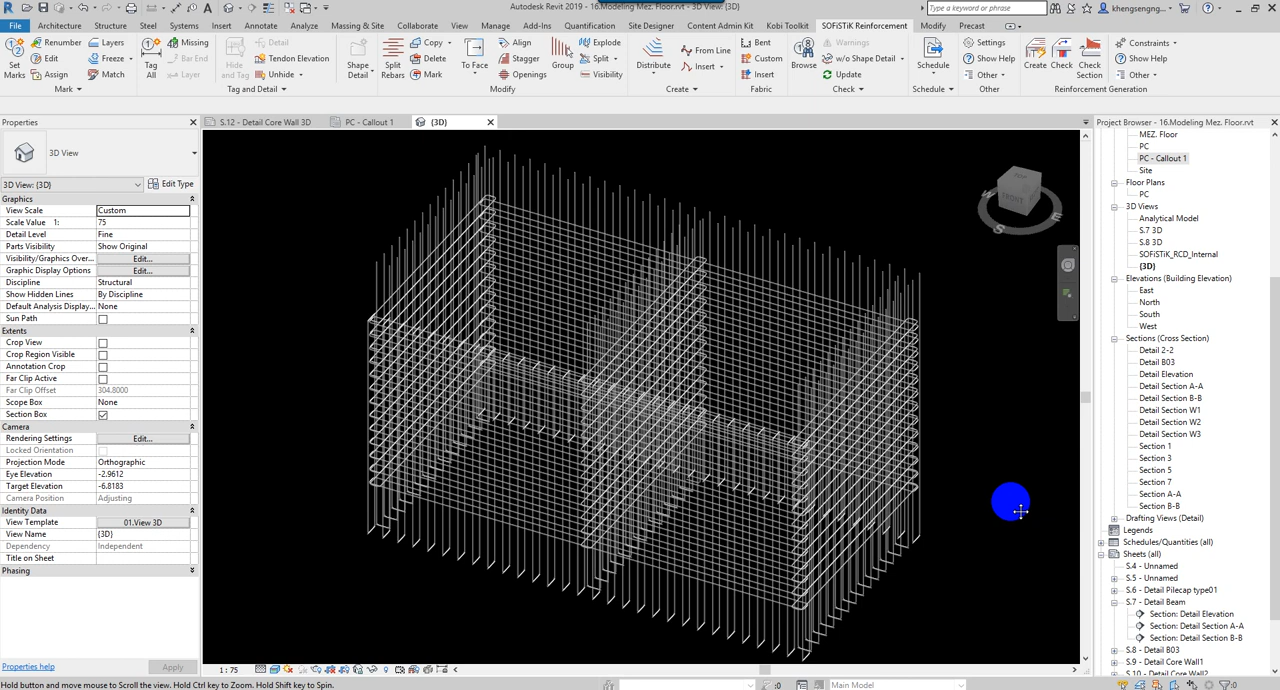 Autodesk Revit 2019 - 16.Modeling Mez. Floor.rvt - 3D View: {3D}
Type a keyword or phrase
khengsengng...
File Architecture Structure Steel Systems Insert Annotate Analyze Massing & Site Collaborate View Manage Add-Ins Quantification Site Designer Content Admin Kit Kobi Toolkit SOFiSTiK Reinforcement Modify Precast
Set Marks
Renumber
Edit
Assign
Layers
Freeze
Match
Tag All
Missing
Bar End
Layer
Hide and Tag
Detail
Tendon Elevation
Unhide
Shape Detail
Split Rebars
Copy
Delete
Mark
To Face
Align
Stagger
Openings
Group
Explode
Split
Visibility
Distribute
From Line
Insert
Bent
Custom
Insert
Browse
Warnings
w/o Shape Detail
Update
Schedule
Settings
Show Help
Other
Create
Check
Check Section
Constraints
Show Help
Other
Mark Tag and Detail Modify Create Fabric Check Schedule Other Reinforcement Generation
Properties
S.12 - Detail Core Wall 3D
PC - Callout 1
{3D}
Project Browser - 16.Modeling Mez. Floor.rvt
3D View
3D View: {3D}
Edit Type
Graphics
View Scale Custom
Scale Value 1: 75
Detail Level Fine
Parts Visibility Show Original
Visibility/Graphics Over... Edit...
Graphic Display Options Edit...
Discipline Structural
Show Hidden Lines By Discipline
Default Analysis Display... None
Sun Path
Extents
Crop View
Crop Region Visible
Annotation Crop
Far Clip Active
Far Clip Offset 304.8000
Scope Box None
Section Box
Camera
Rendering Settings Edit...
Locked Orientation
Projection Mode Orthographic
Eye Elevation -2.9612
Target Elevation -6.8183
Camera Position Adjusting
Identity Data
View Template 01.View 3D
View Name {3D}
Dependency Independent
Title on Sheet
Phasing
Properties help
Apply
FRONT
W
S
E
MEZ. Floor
PC
PC - Callout 1
Site
Floor Plans
PC
3D Views
Analytical Model
S.7 3D
S.8 3D
SOFiSTiK_RCD_Internal
{3D}
Elevations (Building Elevation)
East
North
South
West
Sections (Cross Section)
Detail 2-2
Detail B03
Detail Elevation
Detail Section A-A
Detail Section B-B
Detail Section W1
Detail Section W2
Detail Section W3
Section 1
Section 3
Section 5
Section 7
Section A-A
Section B-B
Drafting Views (Detail)
Legends
Schedules/Quantities (all)
Sheets (all)
S.4 - Unnamed
S.5 - Unnamed
S.6 - Detail Pilecap type01
S.7 - Detail Beam
Section: Detail Elevation
Section: Detail Section A-A
Section: Detail Section B-B
S.8 - Detail B03
S.9 - Detail Core Wall1
S.10 - Detail Core Wall2
1 : 75
Hold button and move mouse to Scroll the view. Hold Ctrl key to Zoom. Hold Shift key to Spin.
:0
Main Model
:0